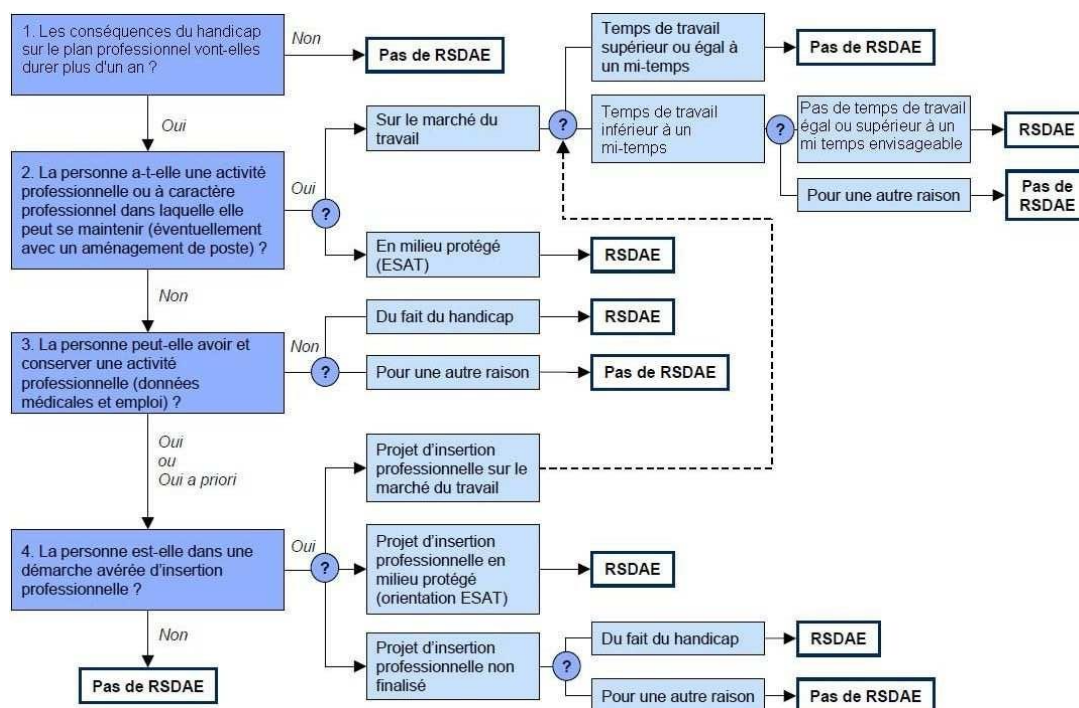 1. Les conséquences du handicap
sur le plan professionnel vont-elles
durer plus d'un an ?
Non
Pas de RSDAE
Oui
2. La personne a-t-elle une activité
professionnelle ou à caractère
professionnel dans laquelle elle
peut se maintenir (éventuellement
avec un aménagement de poste) ?
Oui
?
Sur le marché du
travail
?
Temps de travail
supérieur ou égal à
un mi-temps
Pas de RSDAE
Temps de travail
inférieur à un
mi-temps
?
Pas de temps de travail
égal ou supérieur à un
mi temps envisageable
RSDAE
Pour une autre raison
Pas de
RSDAE
En milieu protégé
(ESAT)
RSDAE
Non
3. La personne peut-elle avoir et
conserver une activité
professionnelle (données
médicales et emploi) ?
Non
?
Du fait du handicap
RSDAE
Pour une autre raison
Pas de RSDAE
Oui
ou
Oui a priori
4. La personne est-elle dans une
démarche avérée d'insertion
professionnelle ?
Oui
?
Projet d'insertion
professionnelle sur le
marché du travail
Projet d'insertion
professionnelle en
milieu protégé
(orientation ESAT)
RSDAE
Projet d'insertion
professionnelle non
finalisé
?
Du fait du handicap
RSDAE
Pour une autre raison
Pas de RSDAE
Non
Pas de RSDAE